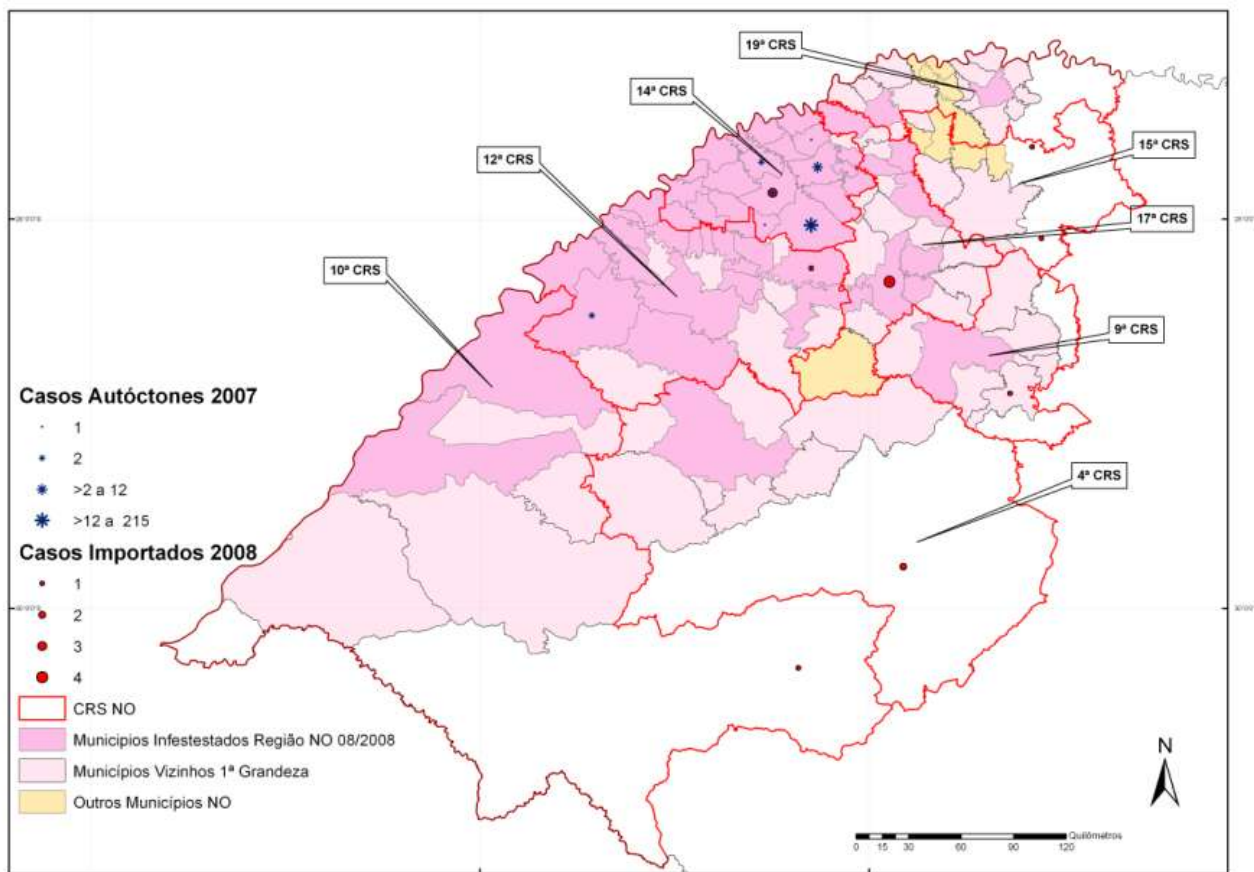 19ª CRS
14ª CRS
12ª CRS
15ª CRS
17ª CRS
10ª CRS
9ª CRS
4ª CRS
Casos Autóctones 2007
1
2
>2 a 12
>12 a 215
Casos Importados 2008
1
2
3
4
CRS NO
Municipios Infestestados Região NO 08/2008
Municípios Vizinhos 1ª Grandeza
Outros Municípios NO
N
Quilômetros
0 15 30 60 90 120